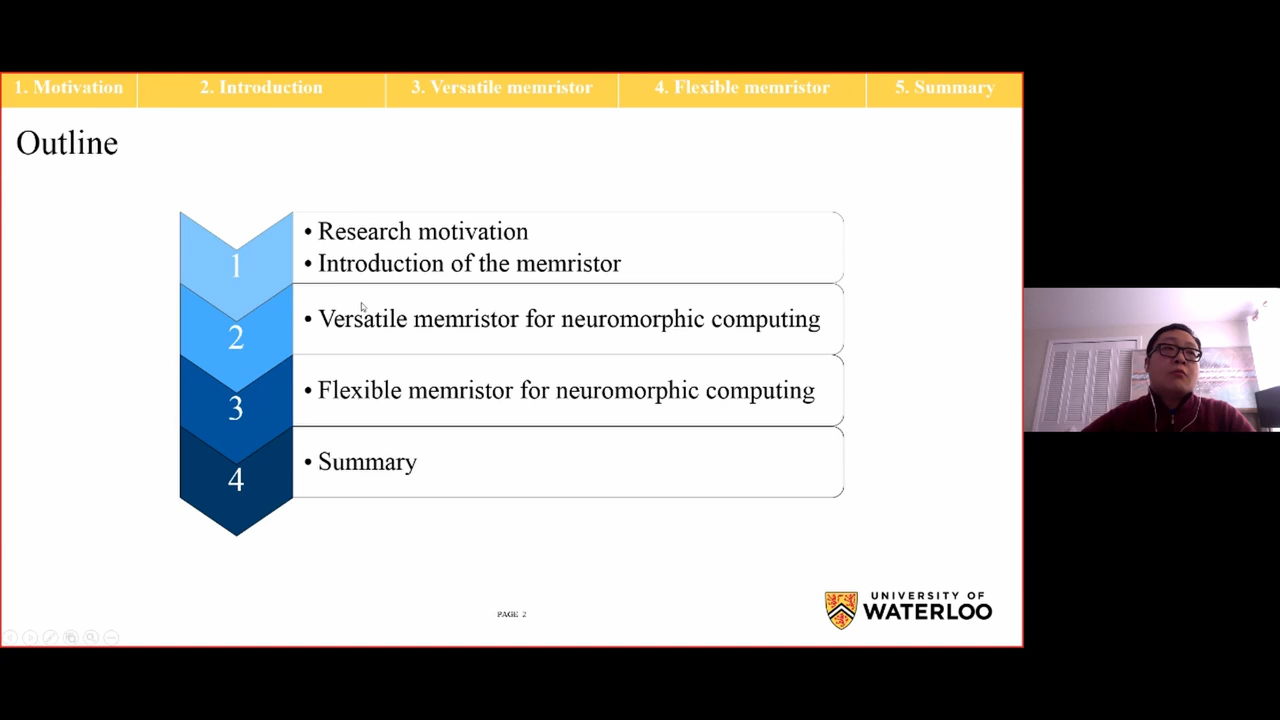 1. Motivation
2. Introduction
3. Versatile memristor
4. Flexible memristor
5. Summary
Outline
1
• Research motivation
• Introduction of the memristor
2
• Versatile memristor for neuromorphic computing
3
• Flexible memristor for neuromorphic computing
4
• Summary
PAGE 2
UNIVERSITY OF
WATERLOO